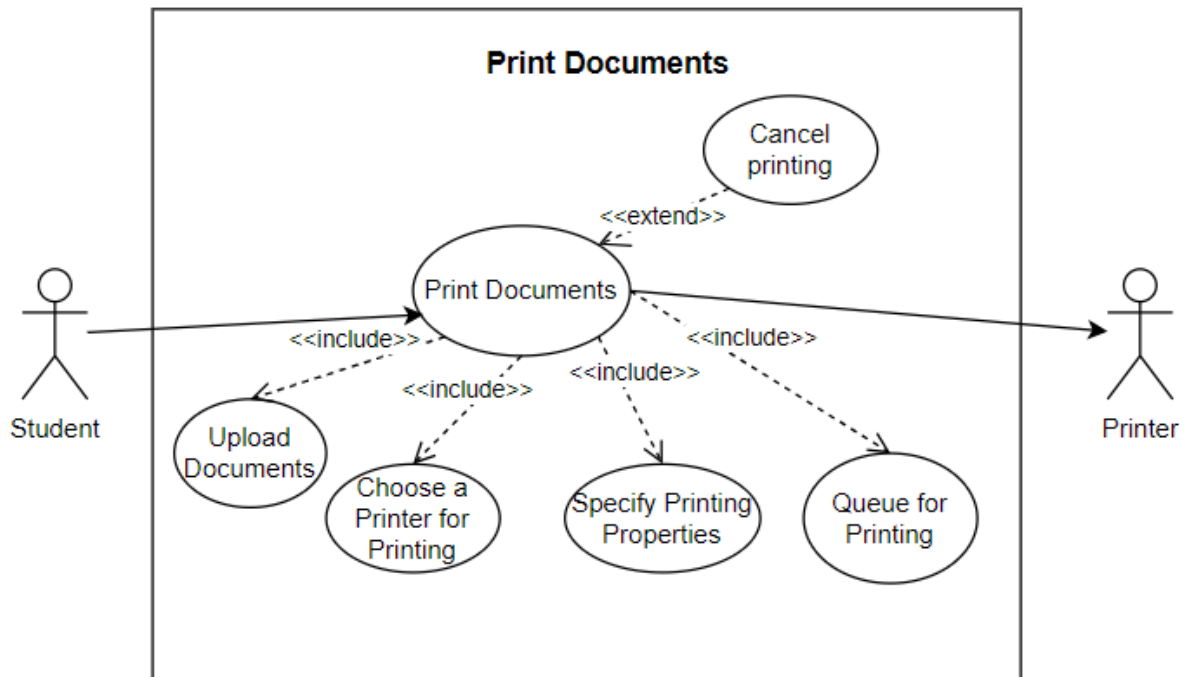 Print Documents
Cancel
printing
<<extend>>
Print Documents
<<include>>
<<include>>
<<include>>
<<include>>
Student
Printer
Upload
Documents
Choose a
Printer for
Printing
Specify Printing
Properties
Queue for
Printing